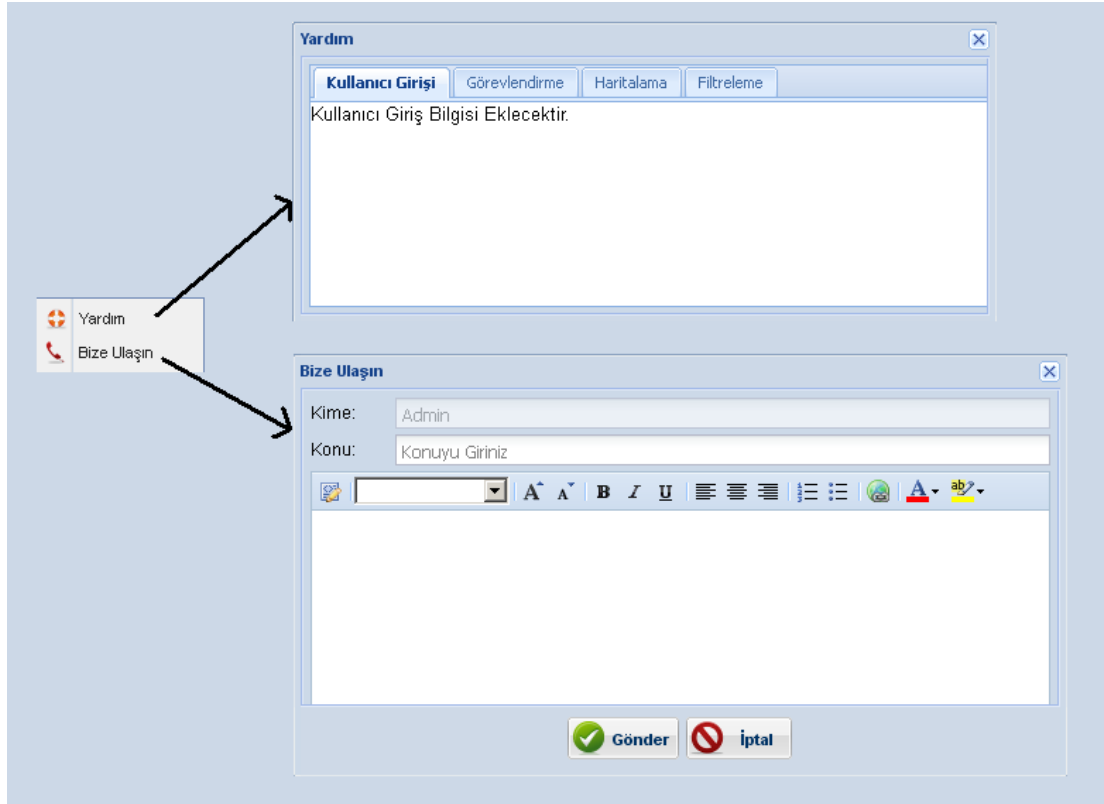 Yardım
Kullanıcı Girişi Görevlendirme Haritalama Filtreleme
Kullanıcı Giriş Bilgisi Eklecektir.
Yardım
Bize Ulaşın
Bize Ulaşın
Kime: Admin
Konu: Konuyu Giriniz
A A B I U A ab
Gönder İptal